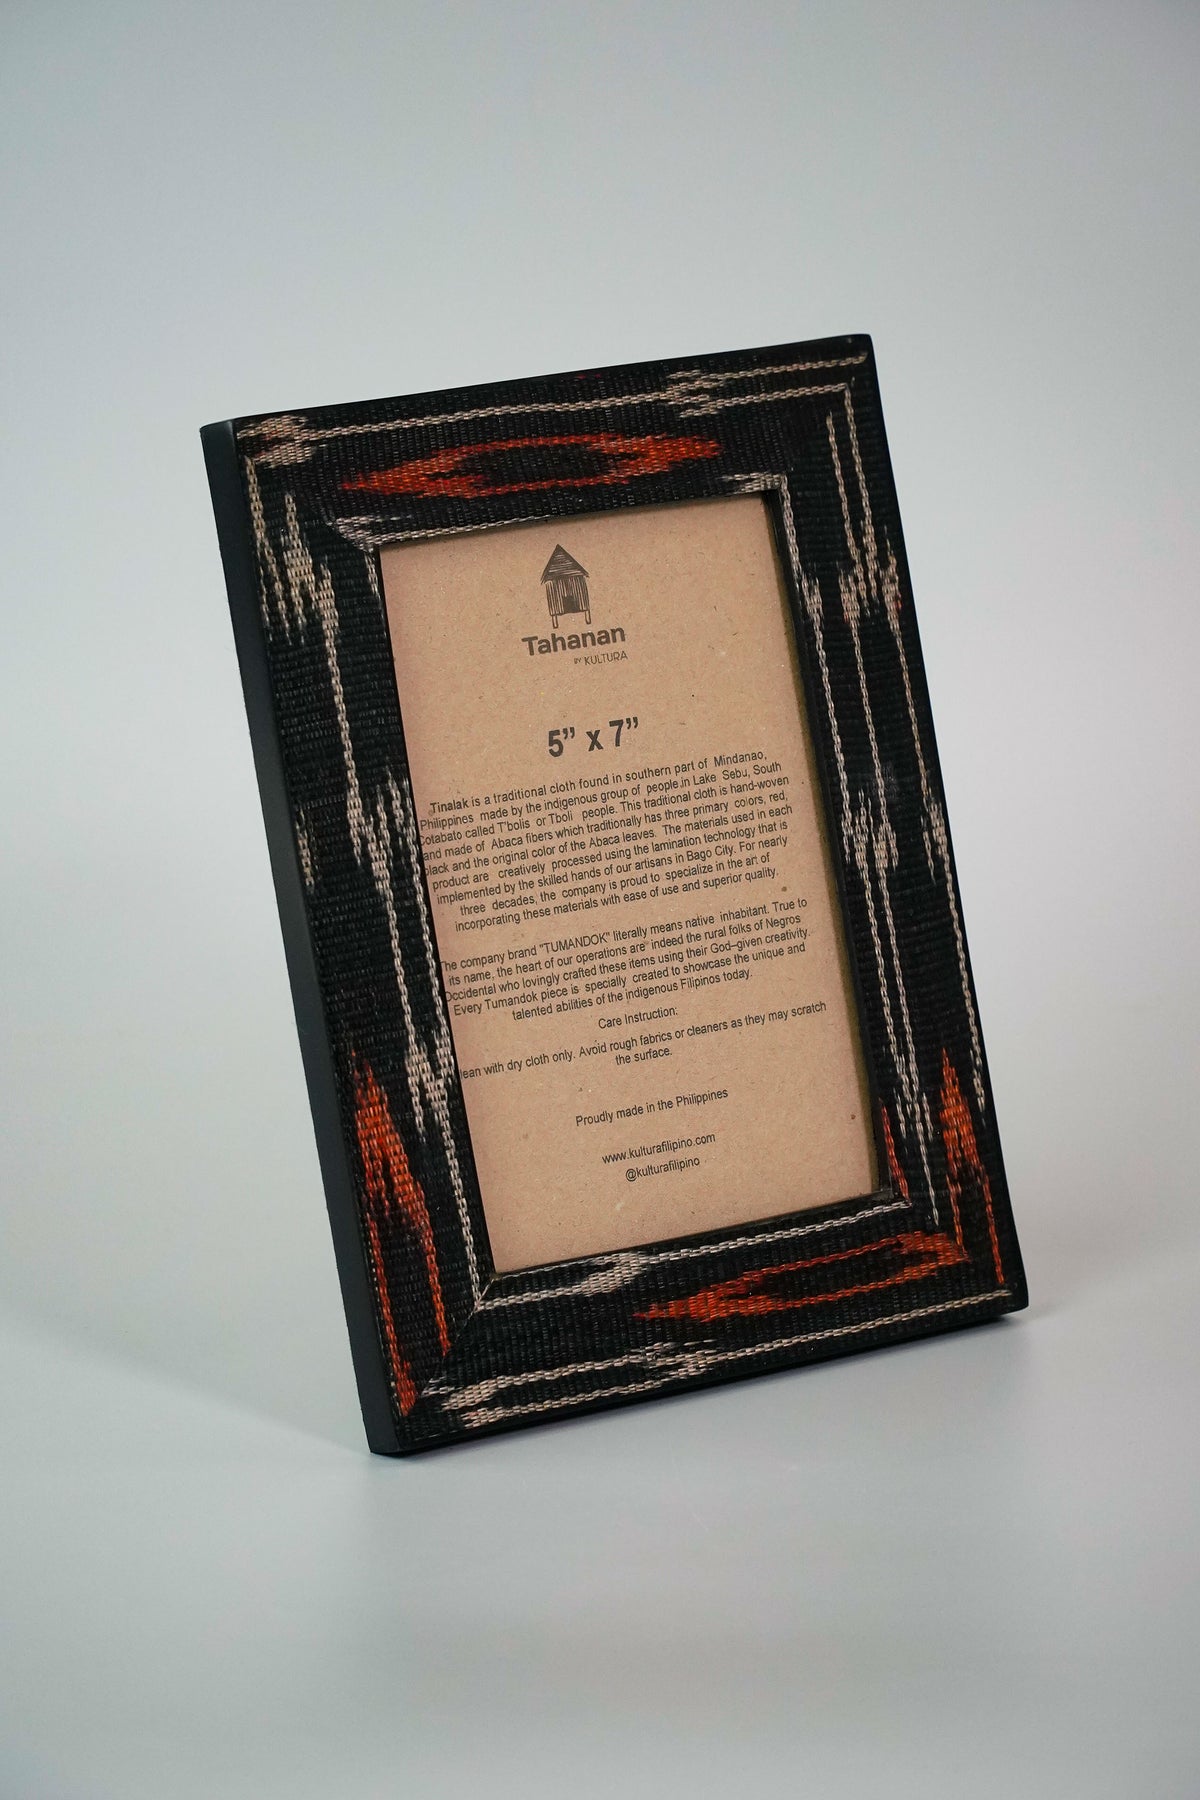 Tahanan
BY KULTURA
5” x 7”
Tinalak is a traditional cloth found in southern part of Mindanao,
Philippines made by the indigenous group of people in Lake Sebu, South
Cotabato called T'bolis or Tboli people. This traditional cloth is hand-woven
and made of Abaca fibers which traditionally has three primary colors, red,
black and the original color of the Abaca leaves. The materials used in each
product are creatively processed using the lamination technology that is
implemented by the skilled hands of our artisans in Bago City. For nearly
three decades, the company is proud to specialize in the art of
incorporating these materials with ease of use and superior quality.
The company brand "TUMANDOK" literally means native inhabitant. True to
its name, the heart of our operations are indeed the rural folks of Negros
Occidental who lovingly crafted these items using their God–given creativity.
Every Tumandok piece is specially created to showcase the unique and
talented abilities of the indigenous Filipinos today.
Care Instruction:
ean with dry cloth only. Avoid rough fabrics or cleaners as they may scratch
the surface.
Proudly made in the Philippines
www.kulturafilipino.com
@kulturafilipino